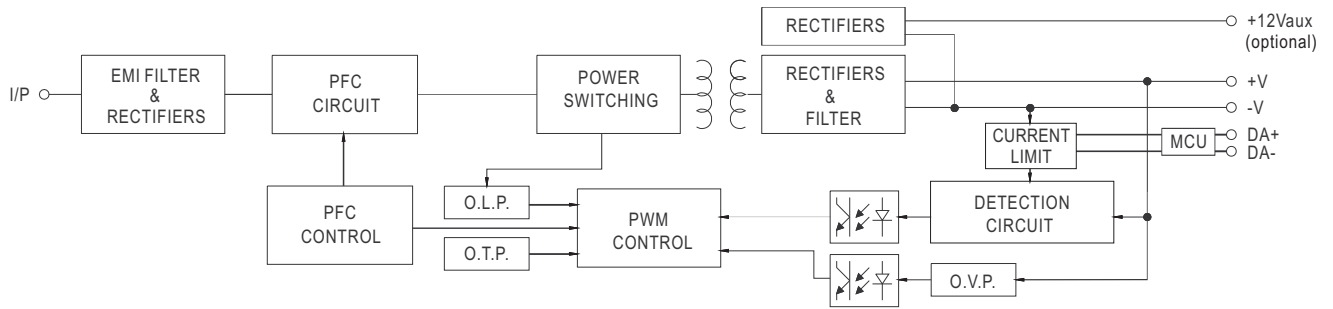 RECTIFIERS
+12Vaux
(optional)
I/P
EMI FILTER
&
RECTIFIERS
PFC
CIRCUIT
POWER
SWITCHING
RECTIFIERS
&
FILTER
+V
-V
CURRENT
LIMIT
MCU
DA+
DA-
PFC
CONTROL
O.L.P.
O.T.P.
PWM
CONTROL
DETECTION
CIRCUIT
O.V.P.